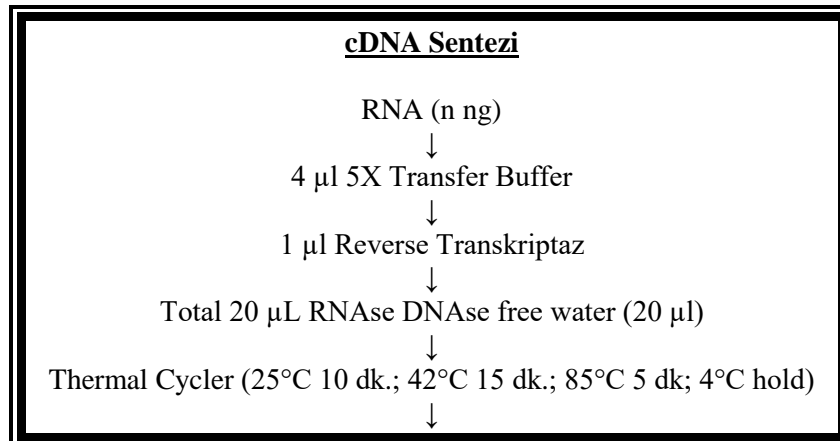 cDNA Sentezi
RNA (n ng)
↓
4 µl 5X Transfer Buffer
↓
1 µl Reverse Transkriptaz
↓
Total 20 µL RNAse DNAse free water (20 µl)
↓
Thermal Cycler (25°C 10 dk.; 42°C 15 dk.; 85°C 5 dk; 4°C hold)
↓